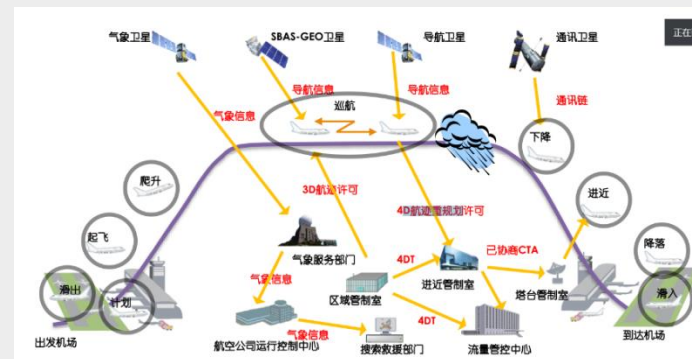 气象卫星
SBAS-GEO卫星
导航卫星
通讯卫星
正在
导航信息
导航信息
气象信息
巡航
通讯链
下降
爬升
3D航迹许可
4D航迹重规划许可
进近
起飞
气象服务部门
4DT
已协商CTA
降落
滑出
计划
气象信息
区域管制室
进近管制室
塔台管制室
滑入
出发机场
航空公司运行控制中心
气象信息
搜索救援部门
4DT
流量管控中心
到达机场